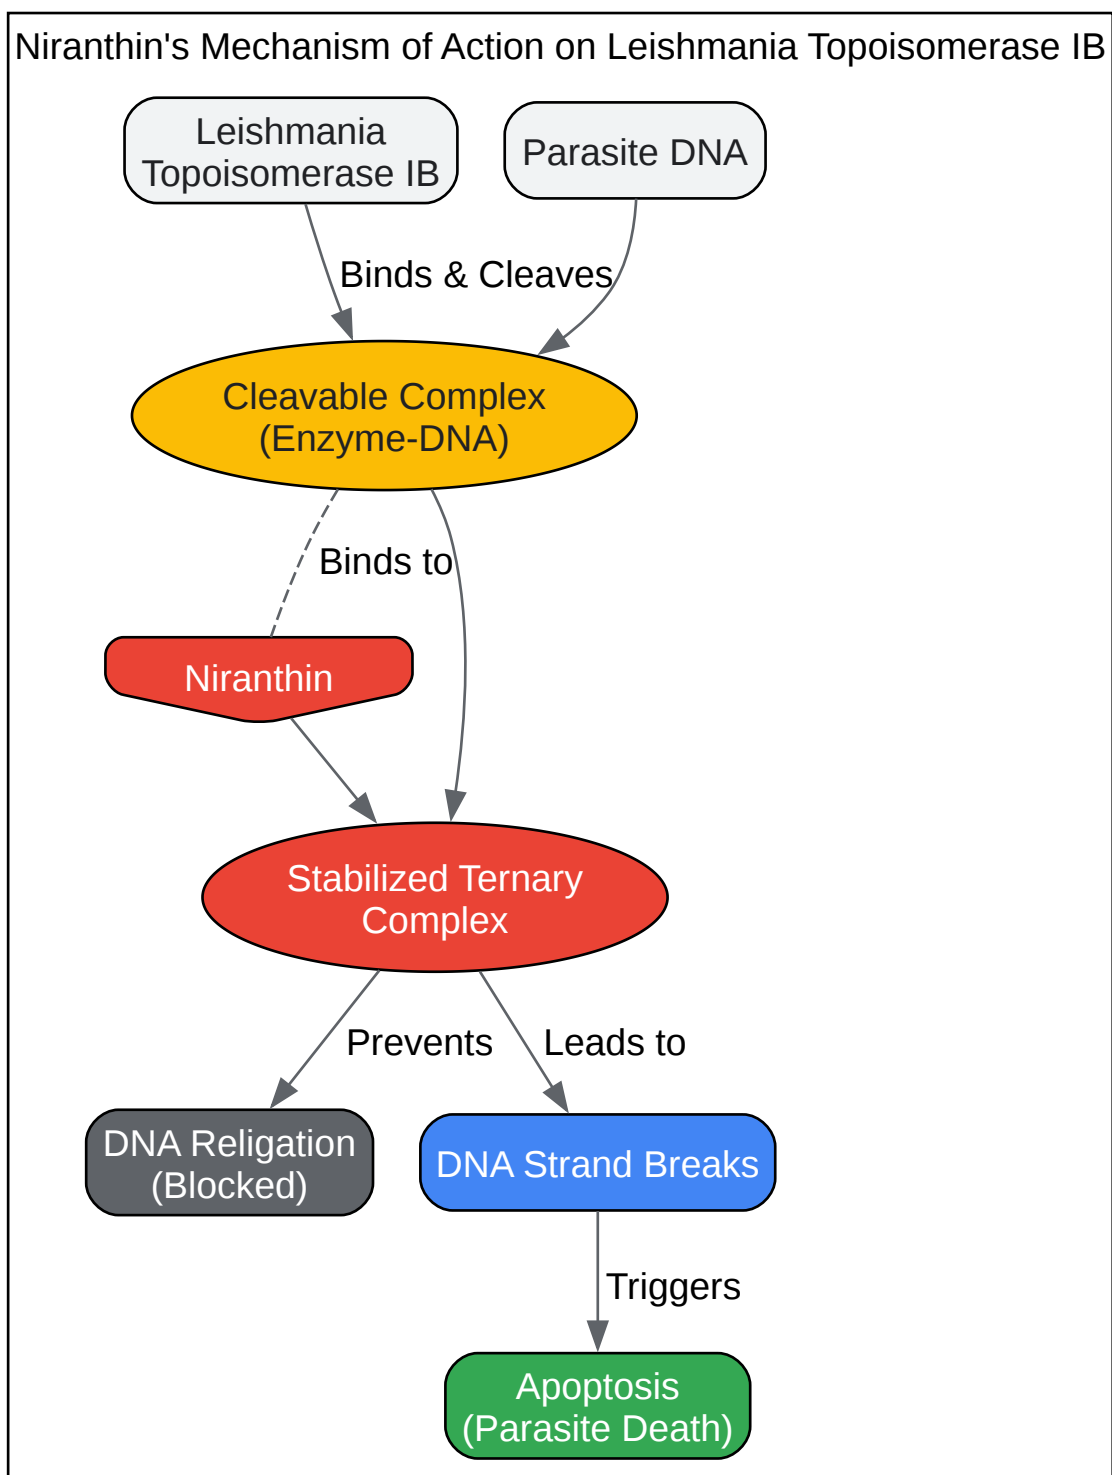 Niranthin's Mechanism of Action on Leishmania Topoisomerase IB
Leishmania
Topoisomerase IB
Parasite DNA
Binds & Cleaves
Cleavable Complex
(Enzyme-DNA)
Binds to
Niranthin
Stabilized Ternary
Complex
Prevents
Leads to
DNA Religation
(Blocked)
DNA Strand Breaks
Triggers
Apoptosis
(Parasite Death)